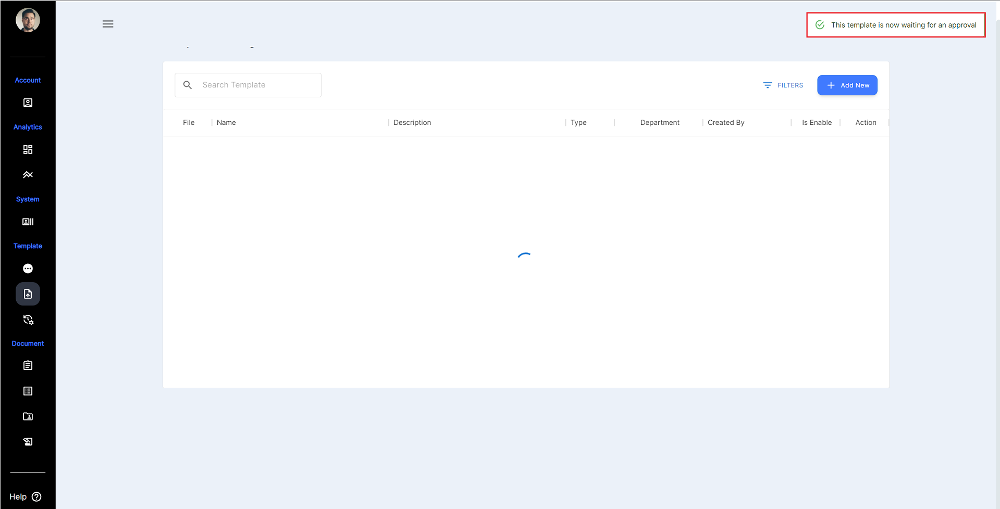 This template is now waiting for an approval
Account
Analytics
System
Template
Document
Help
Search Template
FILTERS
Add New
File Name Description Type Department Created By Is Enable Action